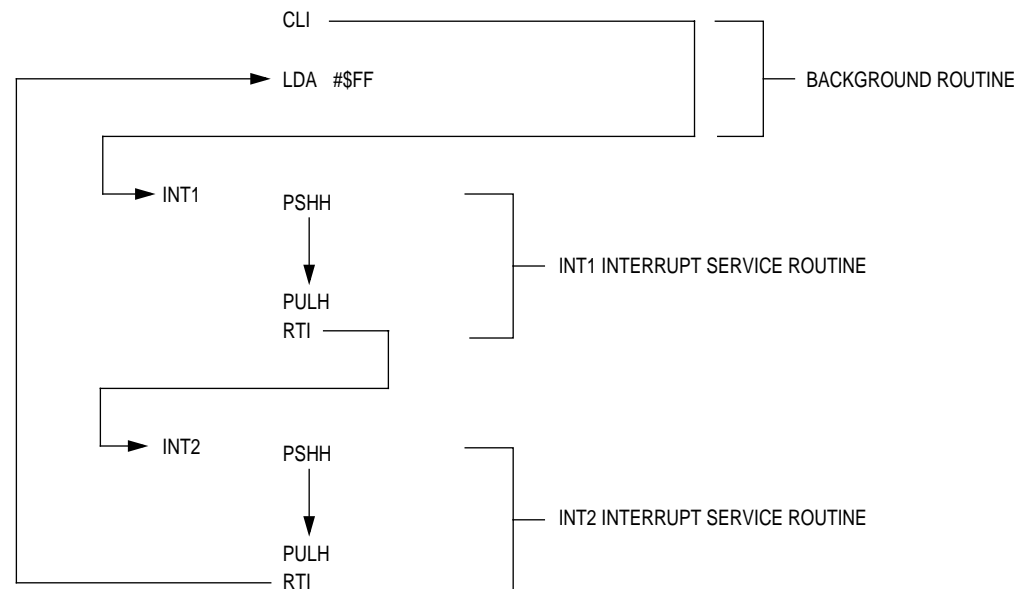 CLI
LDA #$FF
BACKGROUND ROUTINE
INT1
PSHH
INT1 INTERRUPT SERVICE ROUTINE
PULH
RTI
INT2
PSHH
INT2 INTERRUPT SERVICE ROUTINE
PULH
RTI